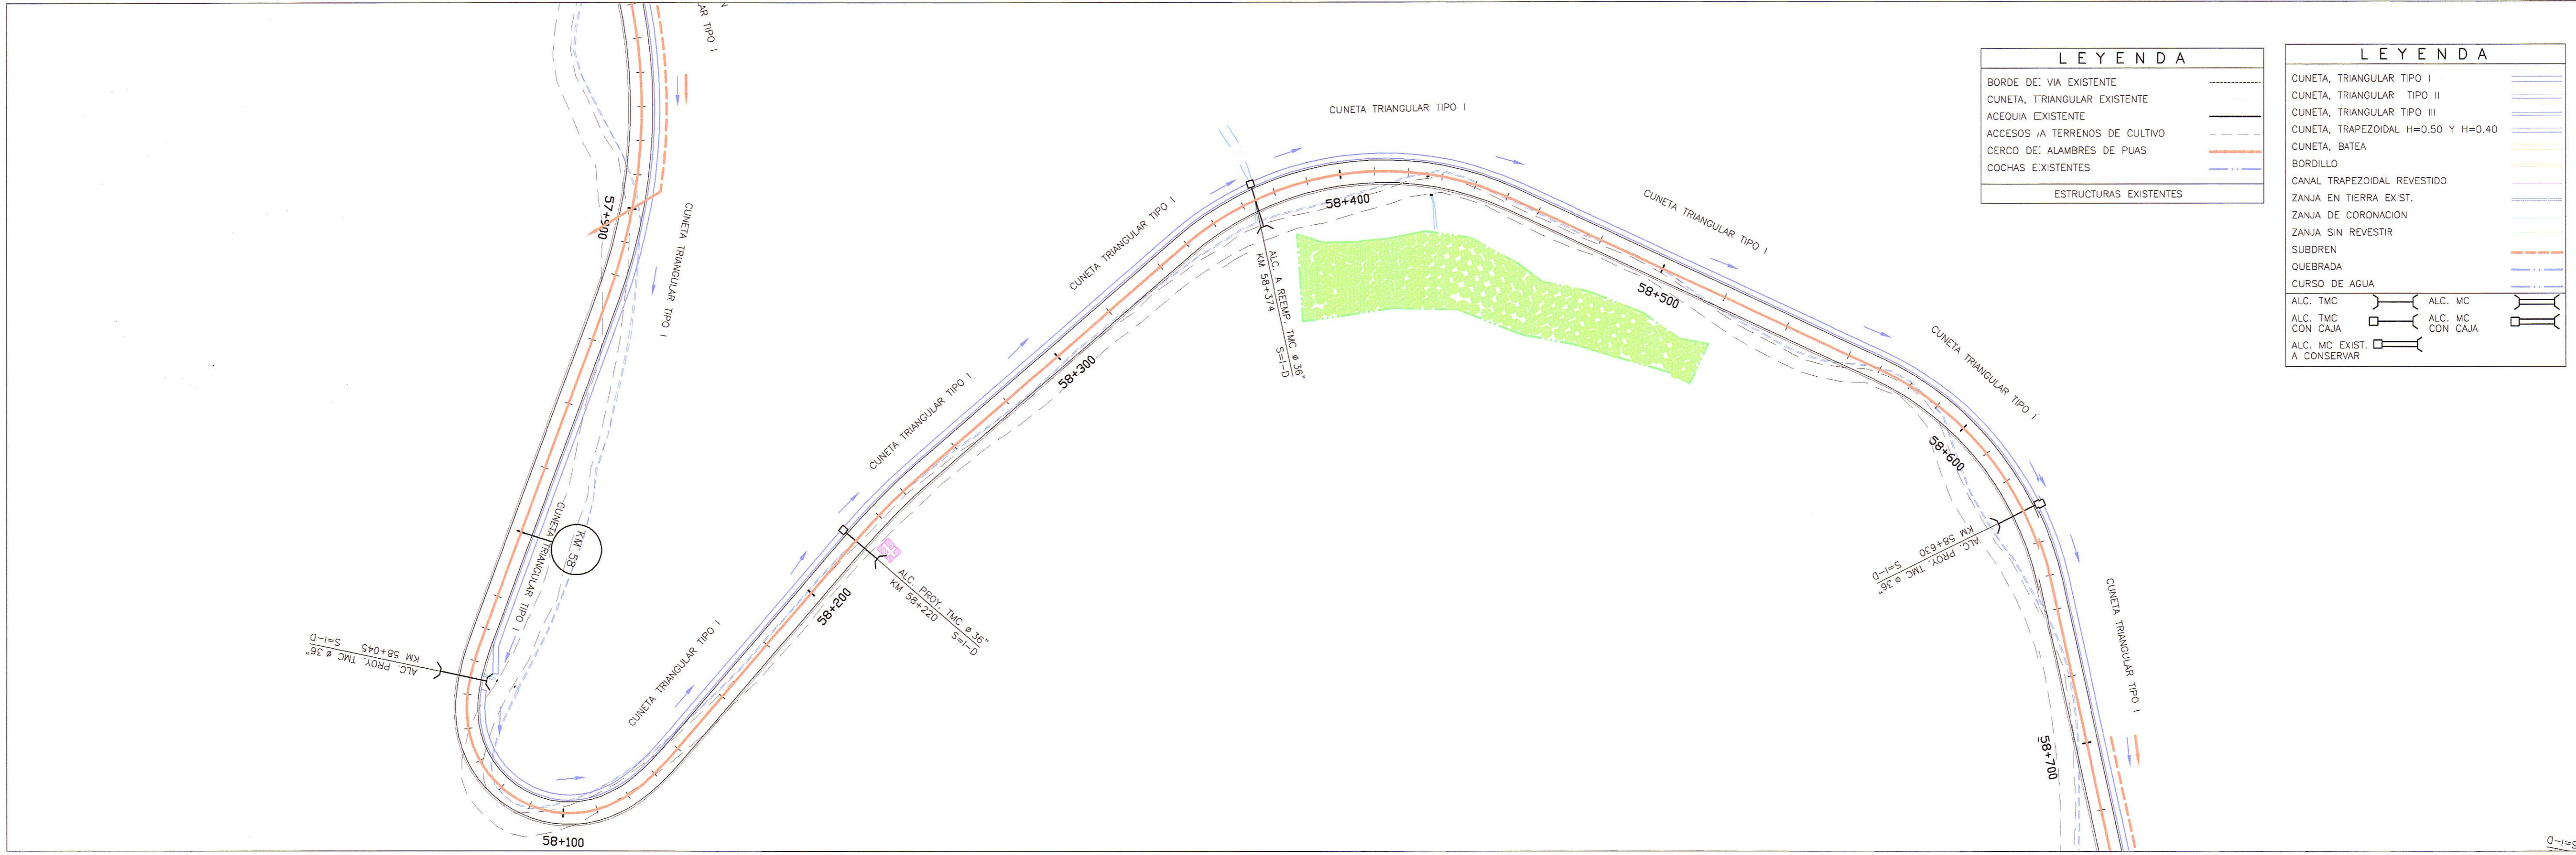 AR TIPO I
57+900
CUNETA TRIANGULAR TIPO I
CUNETA TRIANGULAR TIPO I
KM 58
ALC. PROY. TMC ø 36"
KM 58+045 S=I-D
58+100
CUNETA TRIANGULAR TIPO I
58+200
ALC. PROY. TMC ø 36"
KM 58+220 S=I-D
CUNETA TRIANGULAR TIPO I
58+300
CUNETA TRIANGULAR TIPO I
ALC. A REEMP. TMC ø 36"
KM 58+374 S=I-D
CUNETA TRIANGULAR TIPO I
58+400
CUNETA TRIANGULAR TIPO I
58+500
CUNETA TRIANGULAR TIPO I
58+600
ALC. PROY. TMC ø 36"
KM 58+630 S=I-D
CUNETA TRIANGULAR TIPO I
58+700
LEYENDA
BORDE DE VIA EXISTENTE
CUNETA, TRIANGULAR EXISTENTE
ACEQUIA EXISTENTE
ACCESOS A TERRENOS DE CULTIVO
CERCO DE ALAMBRES DE PUAS
COCHAS EXISTENTES
ESTRUCTURAS EXISTENTES
LEYENDA
CUNETA, TRIANGULAR TIPO I
CUNETA, TRIANGULAR TIPO II
CUNETA, TRIANGULAR TIPO III
CUNETA, TRAPEZOIDAL H=0.50 Y H=0.40
CUNETA, BATEA
BORDILLO
CANAL TRAPEZOIDAL REVESTIDO
ZANJA EN TIERRA EXIST.
ZANJA DE CORONACION
ZANJA SIN REVESTIR
SUBDREN
QUEBRADA
CURSO DE AGUA
ALC. TMC ALC. MC
ALC. TMC CON CAJA ALC. MC CON CAJA
ALC. MC EXIST. A CONSERVAR
S=I-D